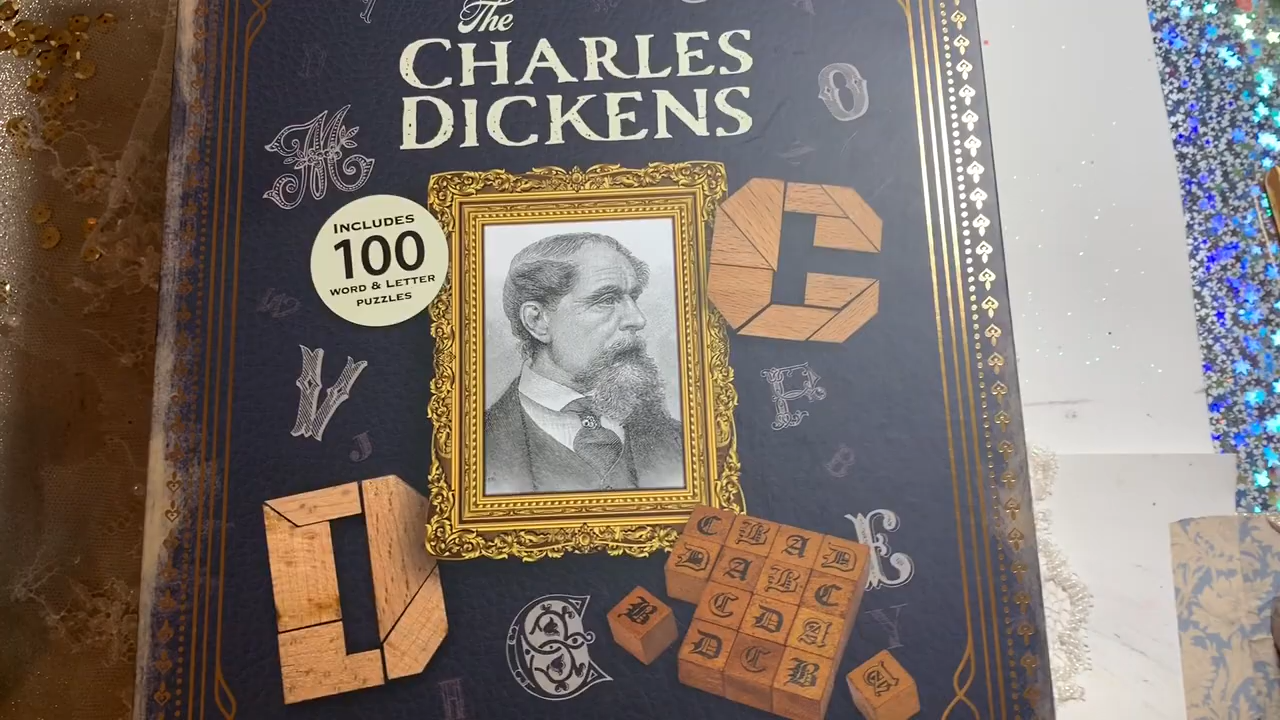 The
CHARLES
DICKENS
O
M
INCLUDES
100
WORD & LETTER
PUZZLES
C
V
P
J
B
D
E
C B A D
B A B C
C D A
D C B
B
C
Y